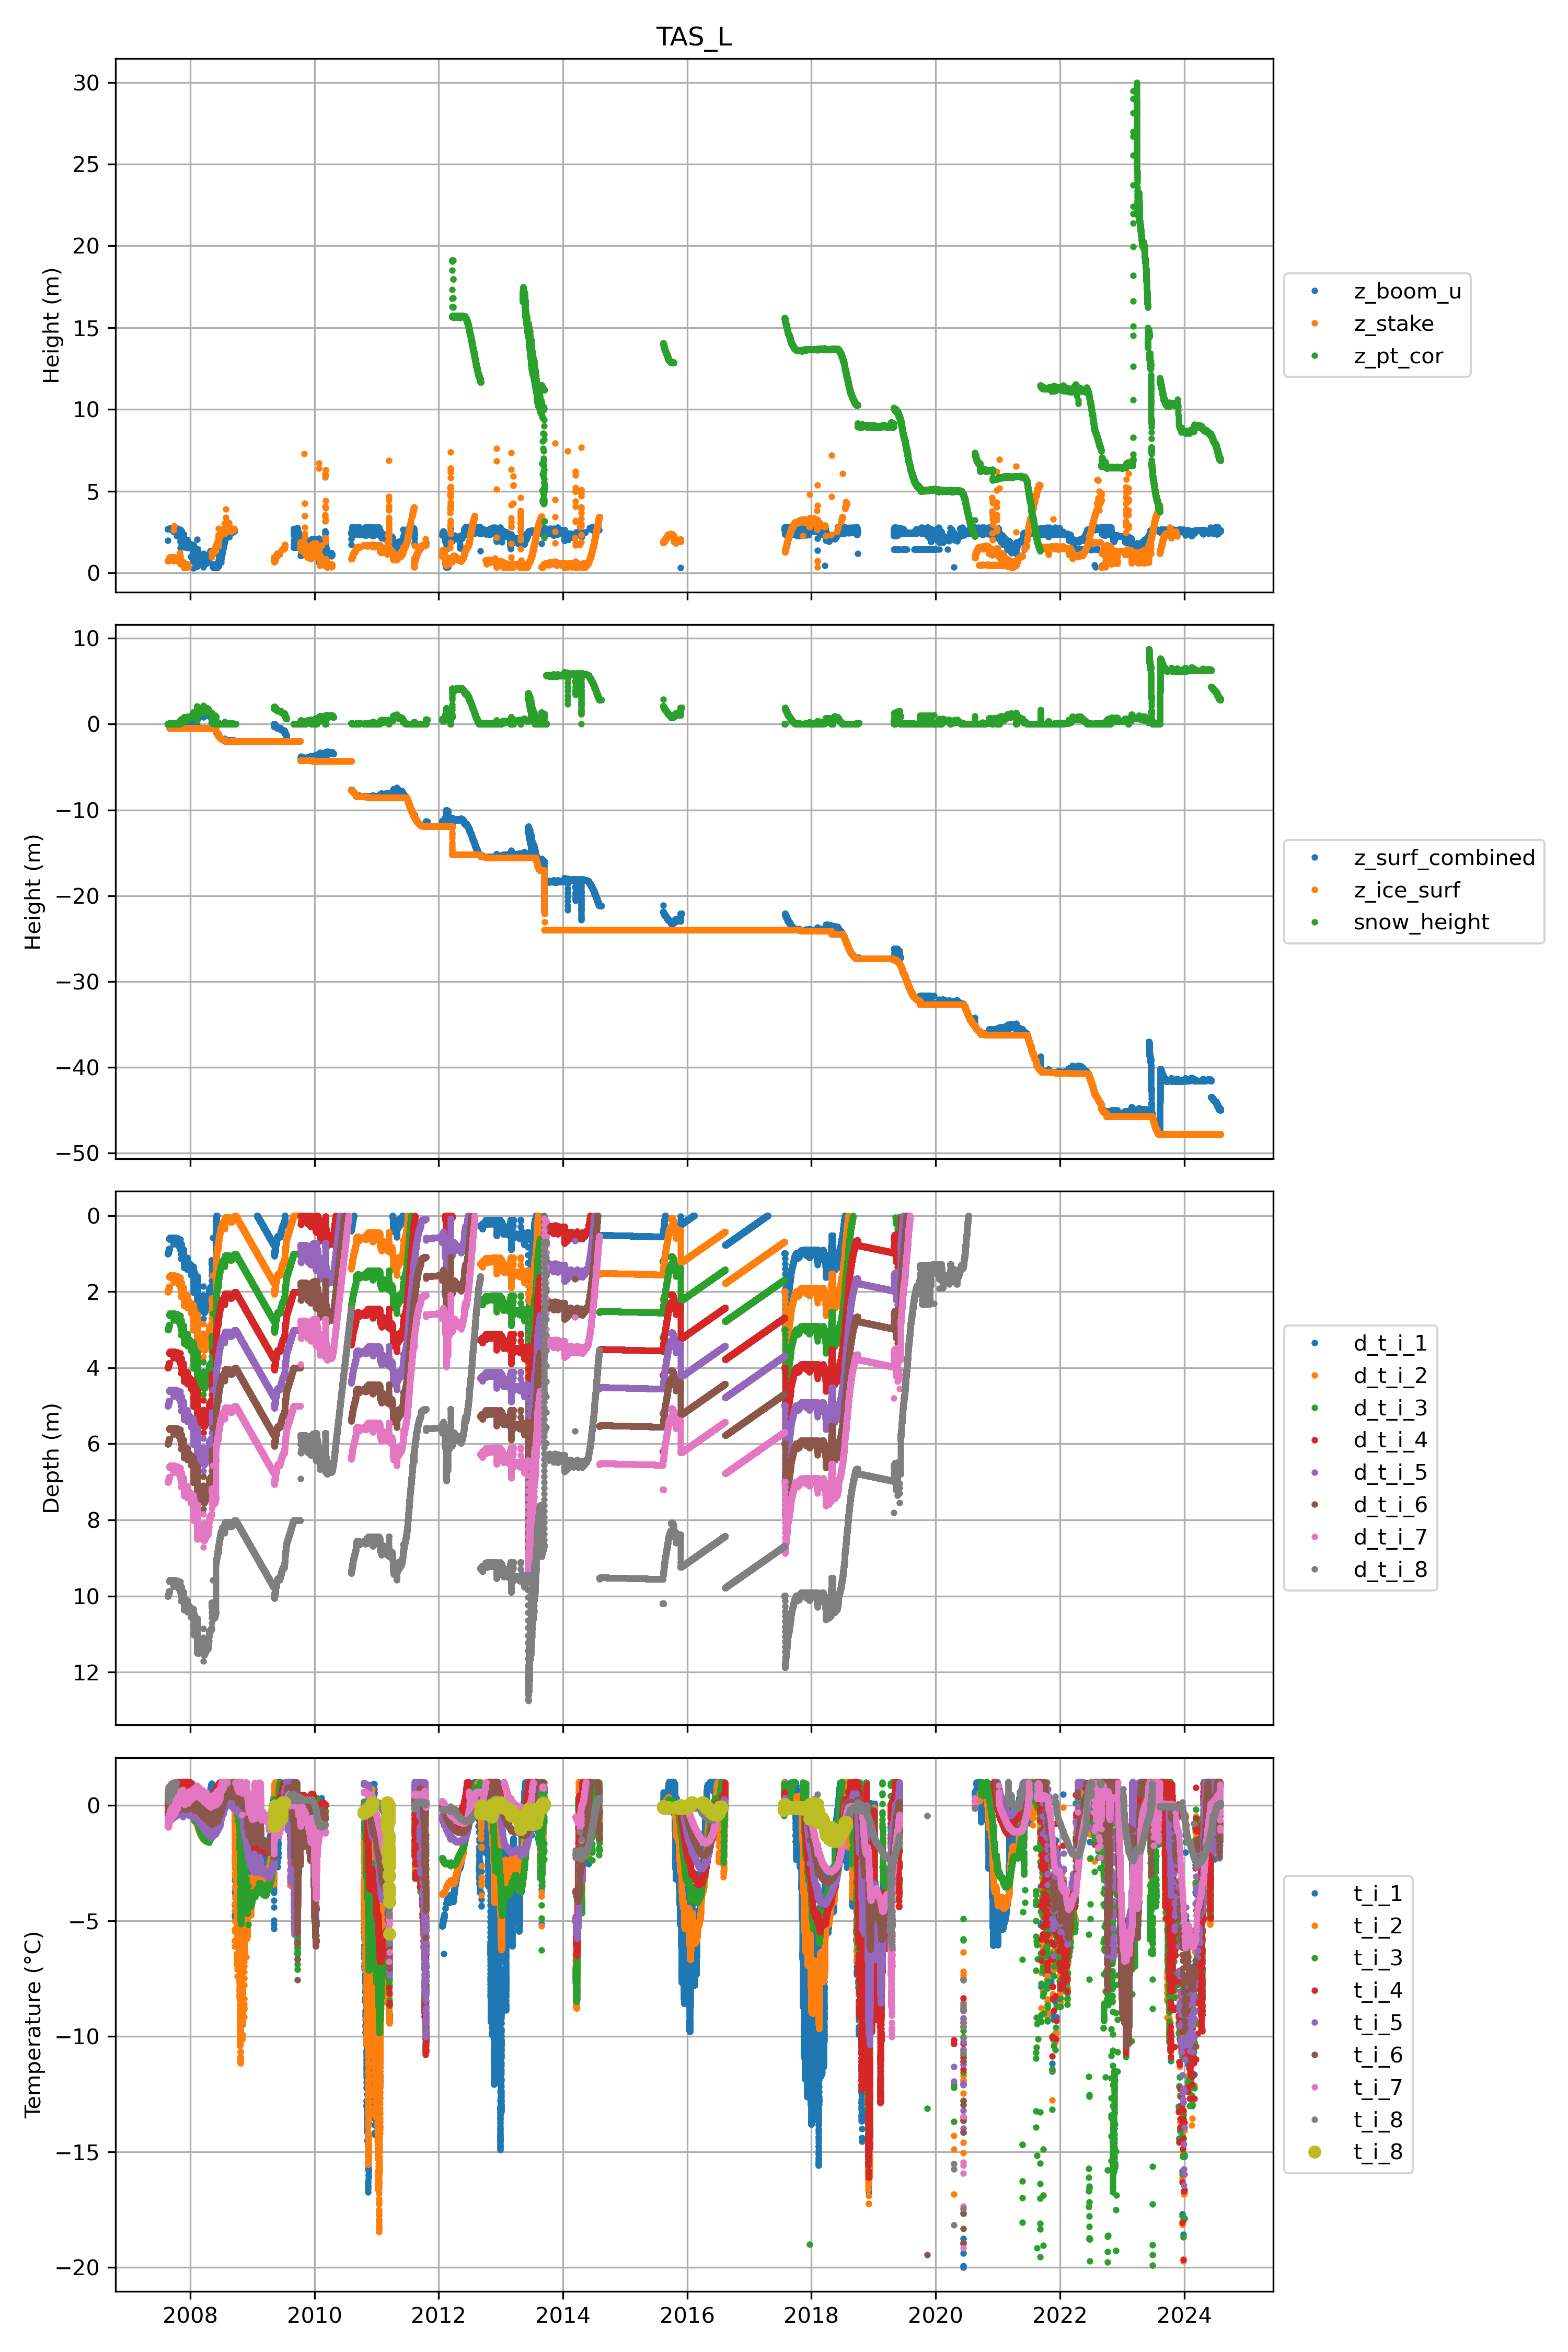 TAS_L
30
25
20
15
10
5
0
Height (m)
z_boom_u
z_stake
z_pt_cor
10
0
−10
−20
−30
−40
−50
Height (m)
z_surf_combined
z_ice_surf
snow_height
0
2
4
6
8
10
12
Depth (m)
d_t_i_1
d_t_i_2
d_t_i_3
d_t_i_4
d_t_i_5
d_t_i_6
d_t_i_7
d_t_i_8
0
−5
−10
−15
−20
Temperature (°C)
t_i_1
t_i_2
t_i_3
t_i_4
t_i_5
t_i_6
t_i_7
t_i_8
t_i_8
2008 2010 2012 2014 2016 2018 2020 2022 2024